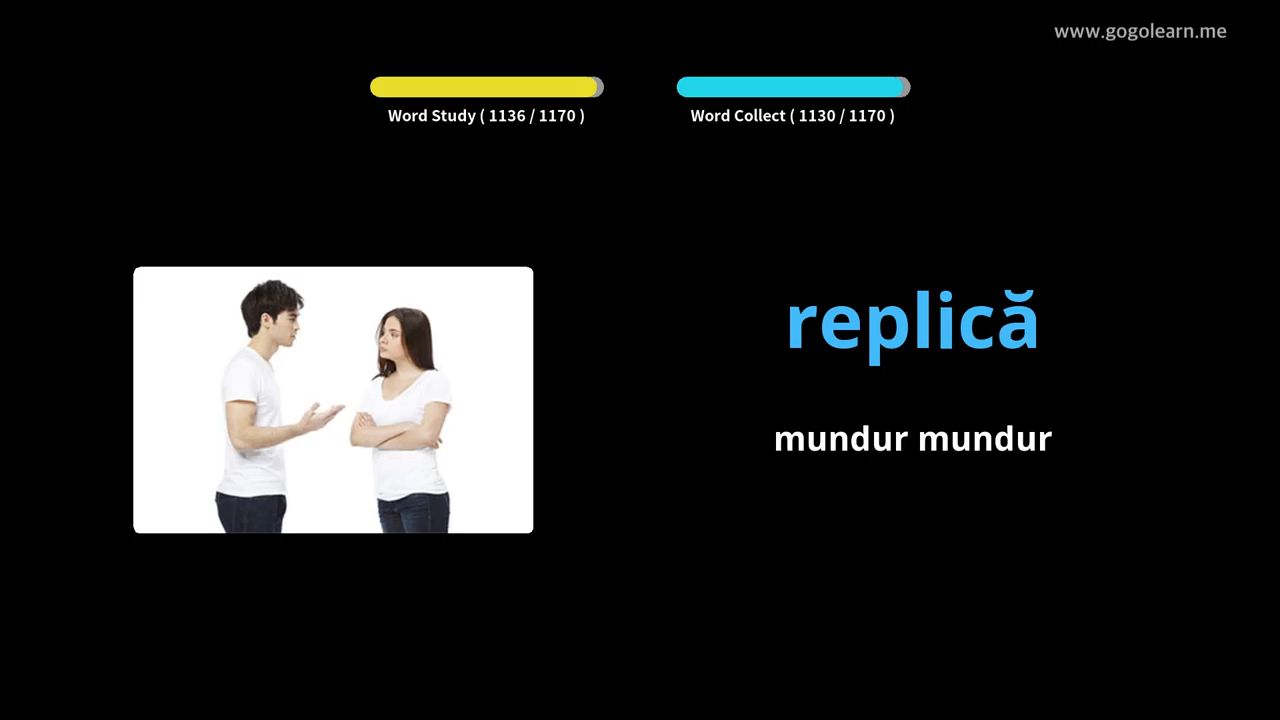 www.gogolearn.me
Word Study ( 1136 / 1170 )
Word Collect ( 1130 / 1170 )
replică
mundur mundur